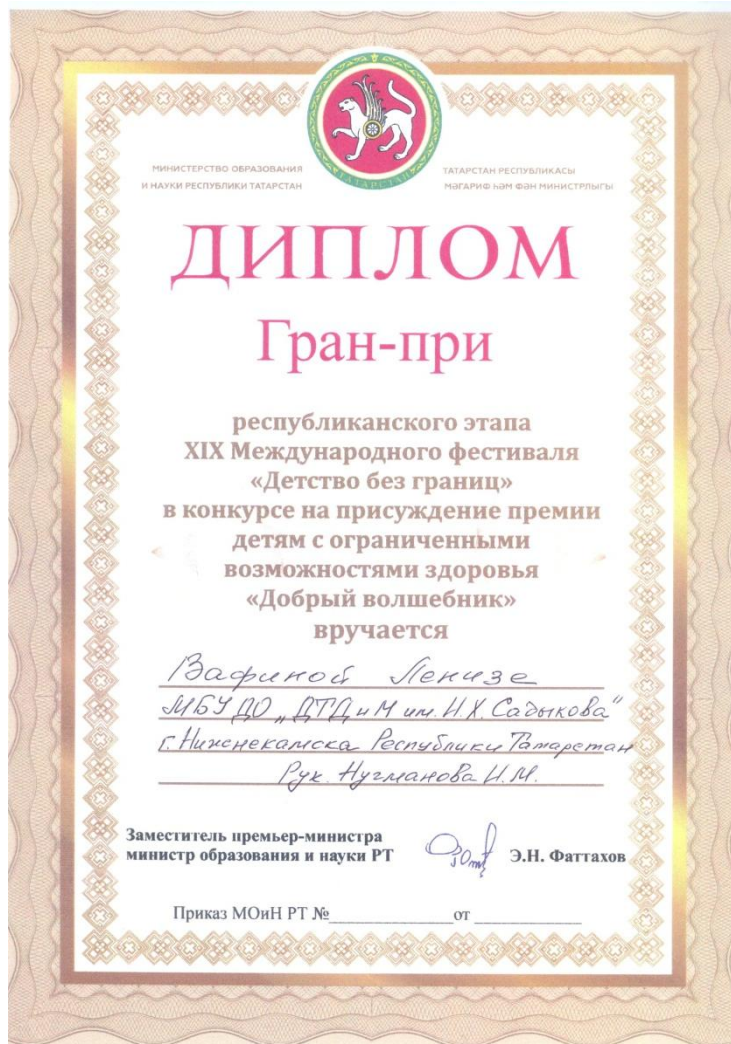 ТАТАРСТАН
МИНИСТЕРСТВО ОБРАЗОВАНИЯ
И НАУКИ РЕСПУБЛИКИ ТАТАРСТАН
ТАТАРСТАН РЕСПУБЛИКАСЫ
МӘГАРИФ ҺӘМ ФӘН МИНИСТРЛЫГЫ
ДИПЛОМ
Гран-при
республиканского этапа
XIX Международного фестиваля
«Детство без границ»
в конкурсе на присуждение премии
детям с ограниченными
возможностями здоровья
«Добрый волшебник»
вручается
Вафиной Ленизе
МБУ ДО „ДТДиМ им. И.Х. Садыкова"
г. Нижнекамска Республики Татарстан
Рук. Нугманова И.М.
Заместитель премьер-министра
министр образования и науки РТ Э.Н. Фаттахов
Приказ МОиН РТ №______________от ____________